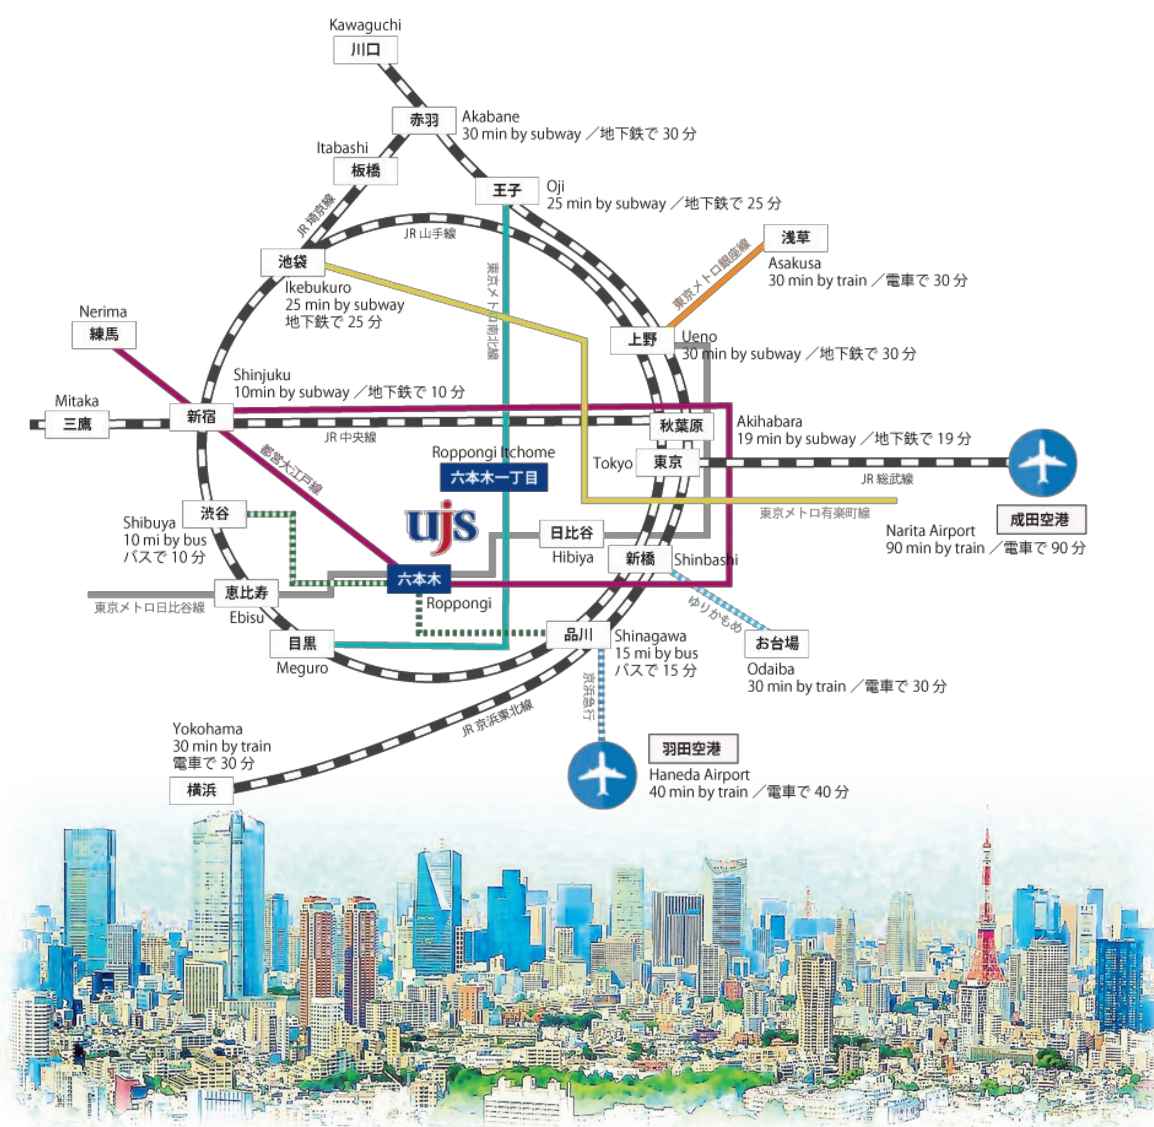 Kawaguchi
川口
赤羽
Akabane
30 min by subway ／地下鉄で 30 分
Itabashi
板橋
王子
Oji
25 min by subway ／地下鉄で 25 分
JR 埼京線
JR 山手線
浅草
Asakusa
30 min by train ／電車で 30 分
東京メトロ銀座線
池袋
Ikebukuro
25 min by subway
地下鉄で 25 分
東京メトロ南北線
Nerima
練馬
上野
Ueno
30 min by subway ／地下鉄で 30 分
Shinjuku
10min by subway ／地下鉄で 10 分
Mitaka
三鷹
新宿
JR 中央線
秋葉原
Akihabara
19 min by subway ／地下鉄で 19 分
都営大江戸線
Roppongi Itchome
六本木一丁目
Tokyo
東京
JR 総武線
東京メトロ有楽町線
成田空港
Narita Airport
90 min by train ／電車で 90 分
渋谷
Shibuya
10 mi by bus
バスで 10 分
ujs
日比谷
Hibiya
新橋
Shinbashi
六本木
Roppongi
恵比寿
Ebisu
東京メトロ日比谷線
ゆりかもめ
目黒
Meguro
品川
Shinagawa
15 mi by bus
バスで 15 分
お台場
Odaiba
30 min by train ／電車で 30 分
京浜急行
JR 京浜東北線
Yokohama
30 min by train
電車で 30 分
横浜
羽田空港
Haneda Airport
40 min by train ／電車で 40 分